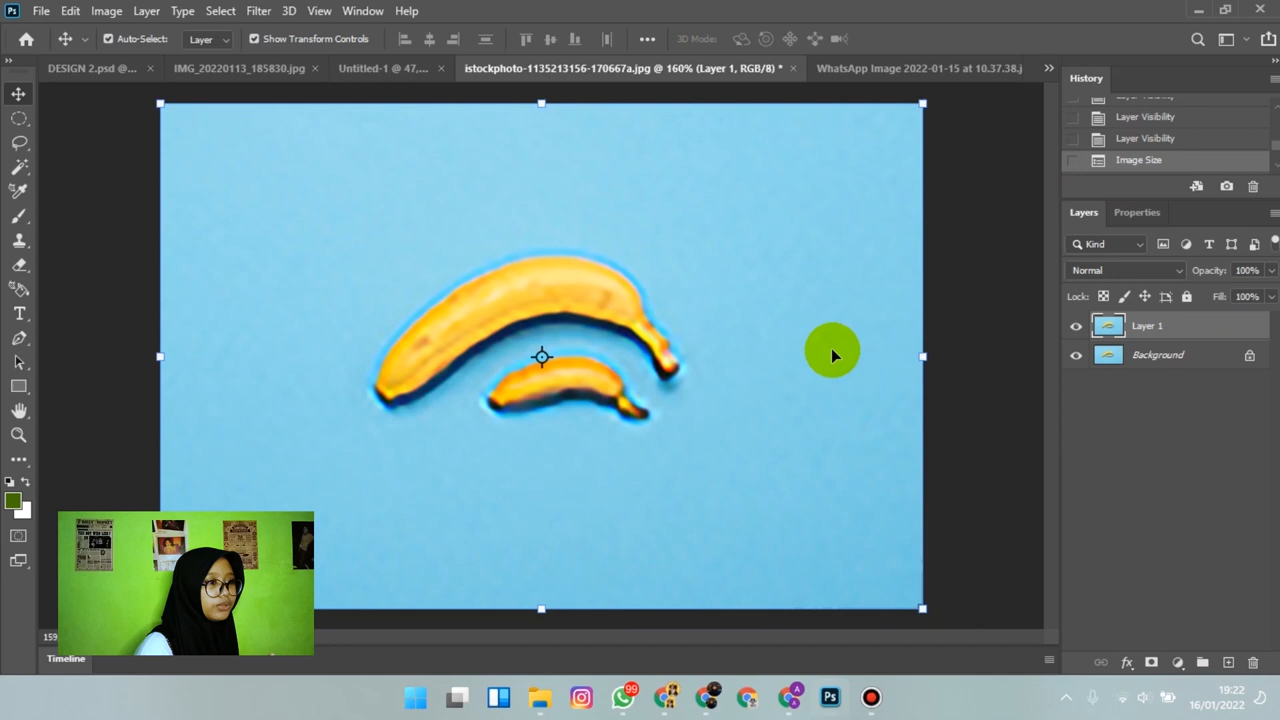 Ps File Edit Image Layer Type Select Filter 3D View Window Help
Auto-Select: Layer Show Transform Controls 3D Mode:
DESIGN 2.psd @... × IMG_20220113_185830.jpg × Untitled-1 @ 47,... × istockphoto-1135213156-170667a.jpg @ 160% (Layer 1, RGB/8) * × WhatsApp Image 2022-01-15 at 10.37.38.j
History
Layer Visibility
Layer Visibility
Image Size
Layers Properties
Kind
Normal Opacity: 100%
Lock: Fill: 100%
Layer 1
Background
159
Timeline
99
A
Ps
19:22
16/01/2022